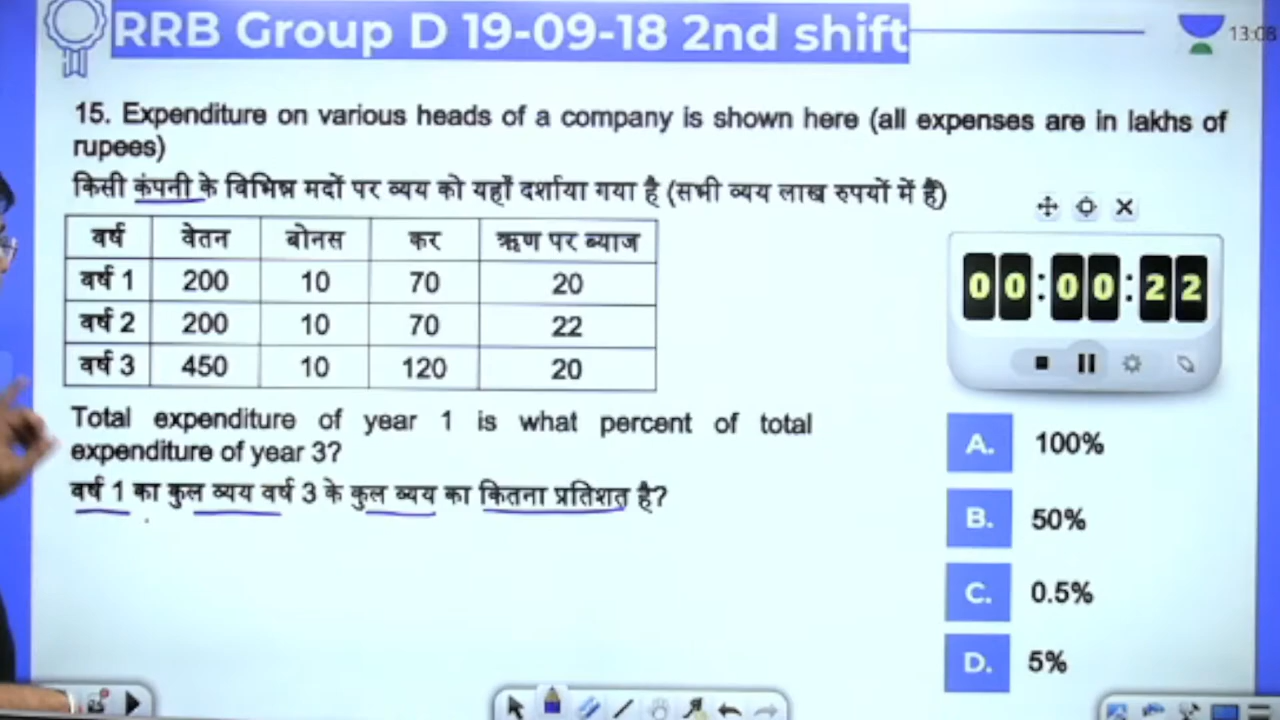 RRB Group D 19-09-18 2nd shift
13:08
15. Expenditure on various heads of a company is shown here (all expenses are in lakhs of
rupees)
किसी कंपनी के विभिन्न मदों पर व्यय को यहाँ दर्शाया गया है (सभी व्यय लाख रुपयों में हैं)
वर्ष वेतन बोनस कर ऋण पर ब्याज
वर्ष 1 200 10 70 20
वर्ष 2 200 10 70 22
वर्ष 3 450 10 120 20
00:00:22
Total expenditure of year 1 is what percent of total
expenditure of year 3?
वर्ष 1 का कुल व्यय वर्ष 3 के कुल व्यय का कितना प्रतिशत है?
A. 100%
B. 50%
C. 0.5%
D. 5%